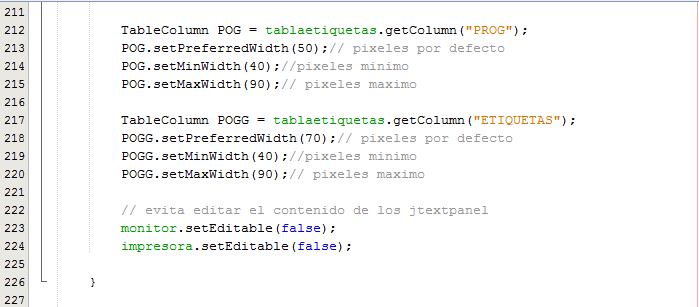 211
212 TableColumn POG = tablaetiquetas.getColumn("PROG");
213 POG.setPreferredWidth(50);// pixeles por defecto
214 POG.setMinWidth(40);//pixeles minimo
215 POG.setMaxWidth(90);// pixeles maximo
216
217 TableColumn POGG = tablaetiquetas.getColumn("ETIQUETAS");
218 POGG.setPreferredWidth(70);// pixeles por defecto
219 POGG.setMinWidth(40);//pixeles minimo
220 POGG.setMaxWidth(90);// pixeles maximo
221
222 // evita editar el contenido de los jtextpanel
223 monitor.setEditable(false);
224 impresora.setEditable(false);
225
226 }
227